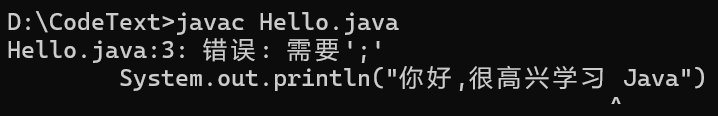 D:\CodeText>javac Hello.java
Hello.java:3: 错误: 需要';'
        System.out.println("你好,很高兴学习 Java")
                                          ^